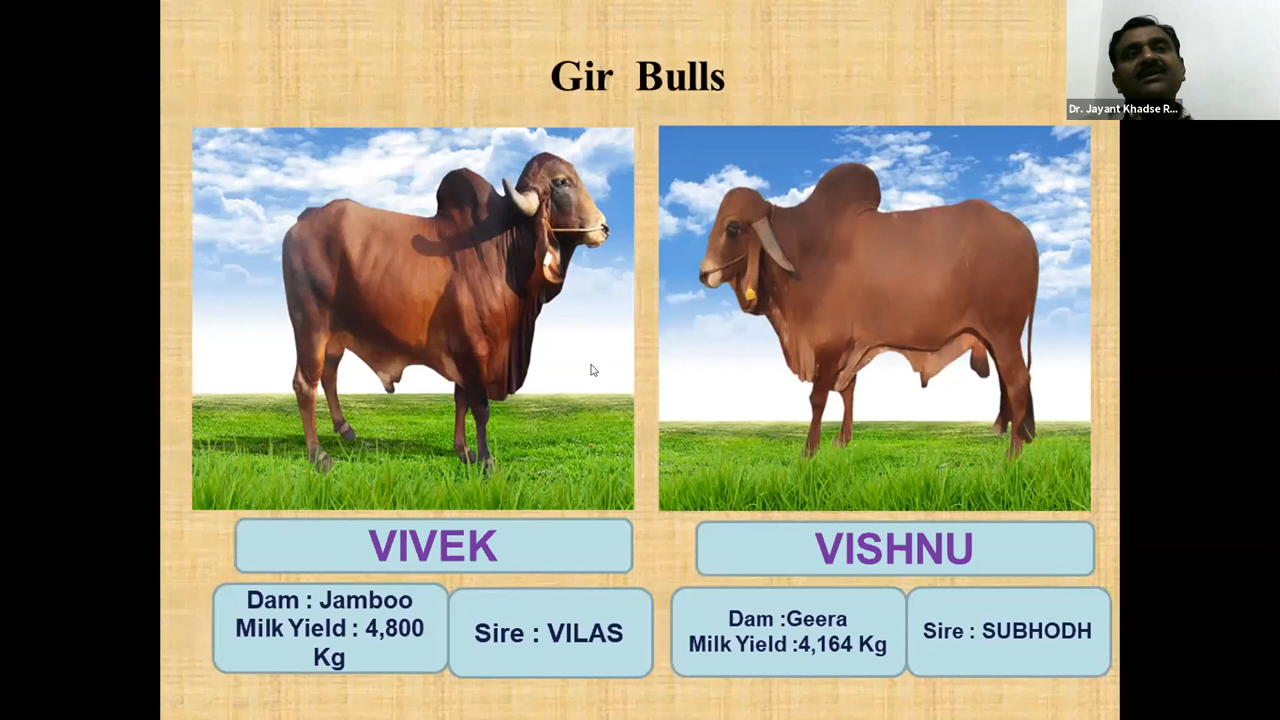 Gir Bulls
Dr. Jayant Khadse R...
VIVEK
VISHNU
Dam : Jamboo
Milk Yield : 4,800
Kg
Sire : VILAS
Dam :Geera
Milk Yield :4,164 Kg
Sire : SUBHODH